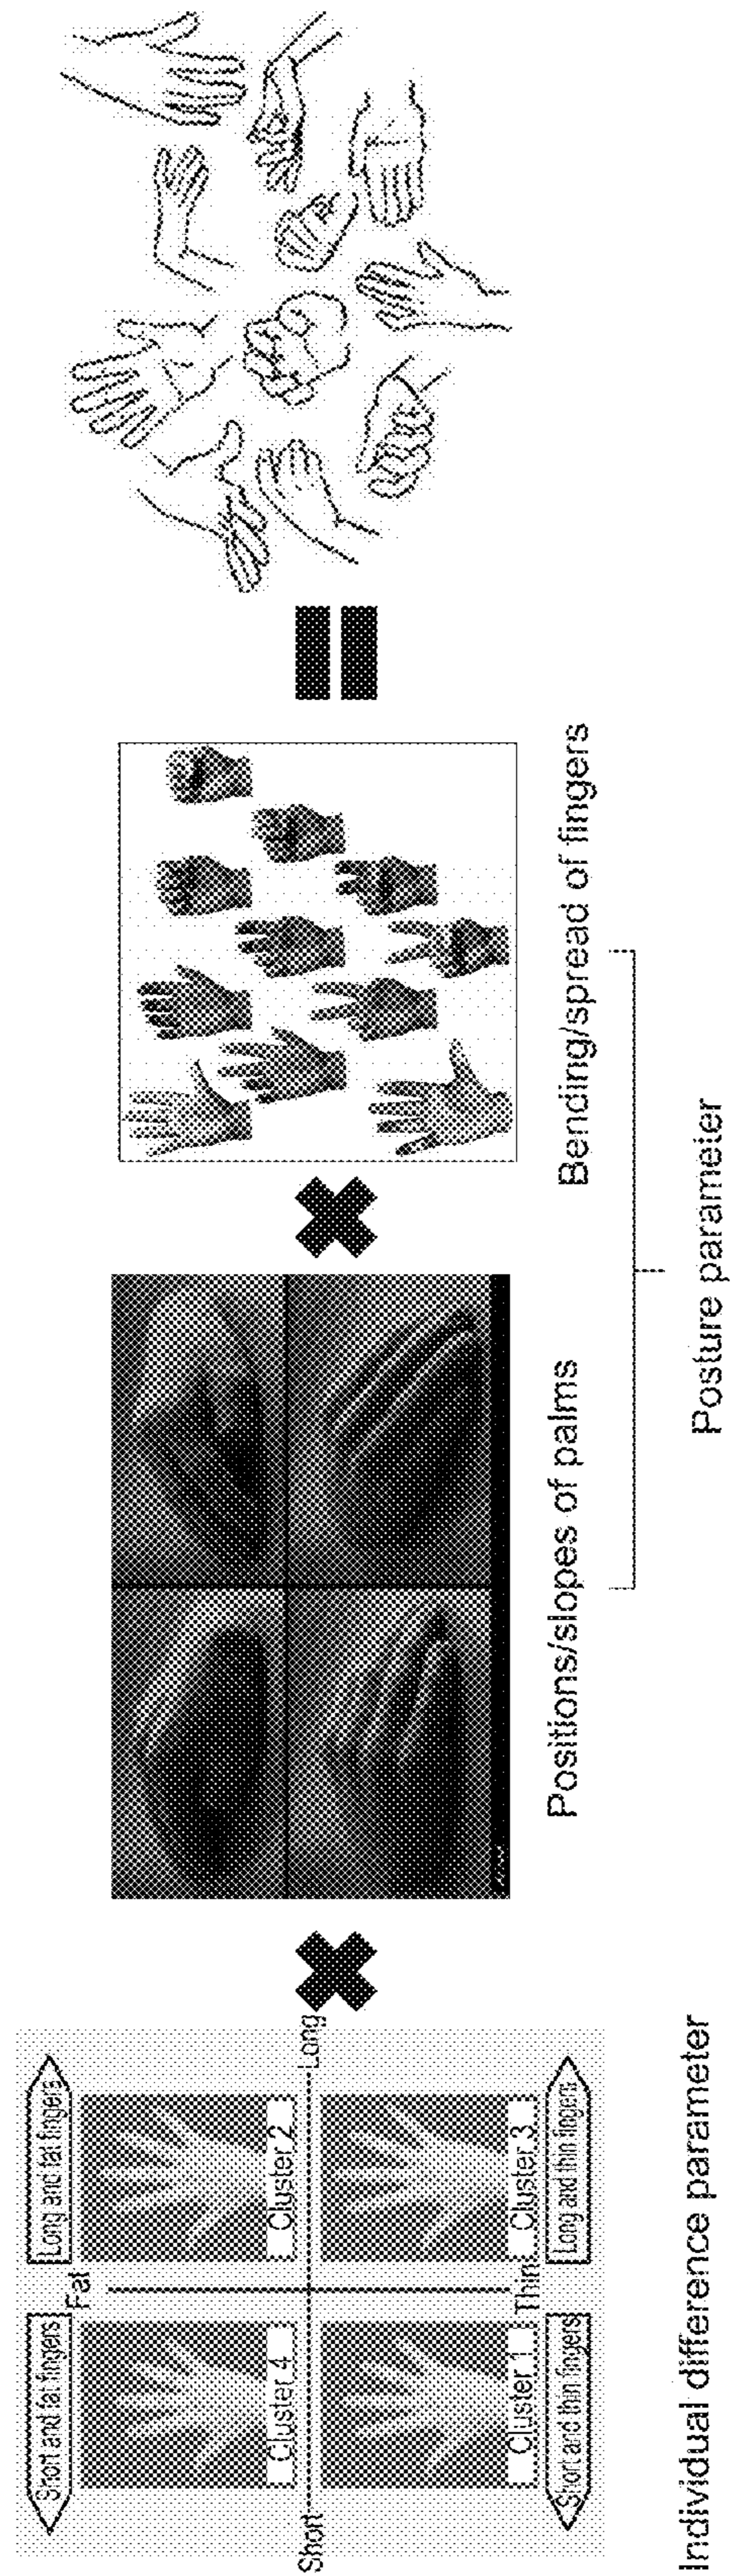 Short and fat fingers
Long and fat fingers
Fat
Cluster 4
Cluster 2
Short
Long
Cluster 1
Cluster 3
Thin
Short and thin fingers
Long and thin fingers
Individual difference parameter
Positions/slopes of palms
Bending/spread of fingers
Posture parameter